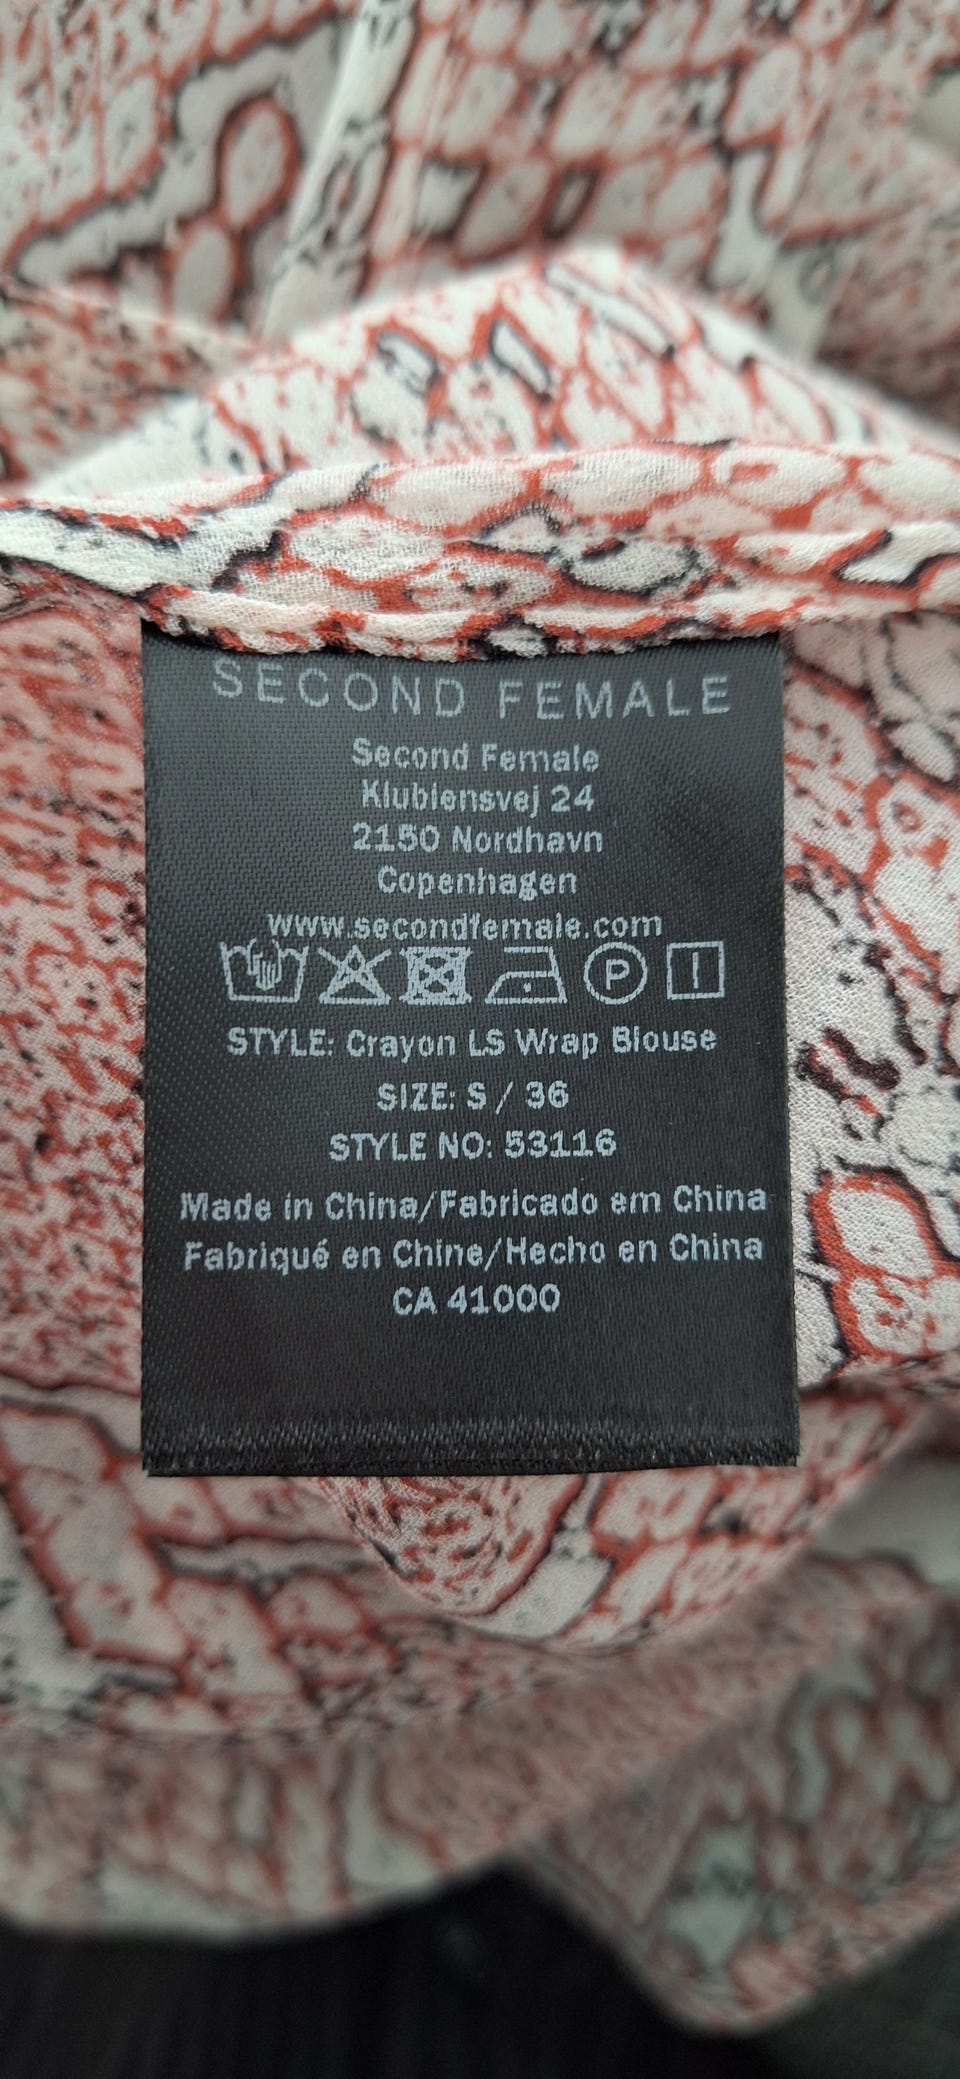 SECOND FEMALE
Second Female
Klubiensvej 24
2150 Nordhavn
Copenhagen
www.secondfemale.com
P
STYLE: Crayon LS Wrap Blouse
SIZE: S / 36
STYLE NO: 53116
Made in China/Fabricado em China
Fabriqué en Chine/Hecho en China
CA 41000